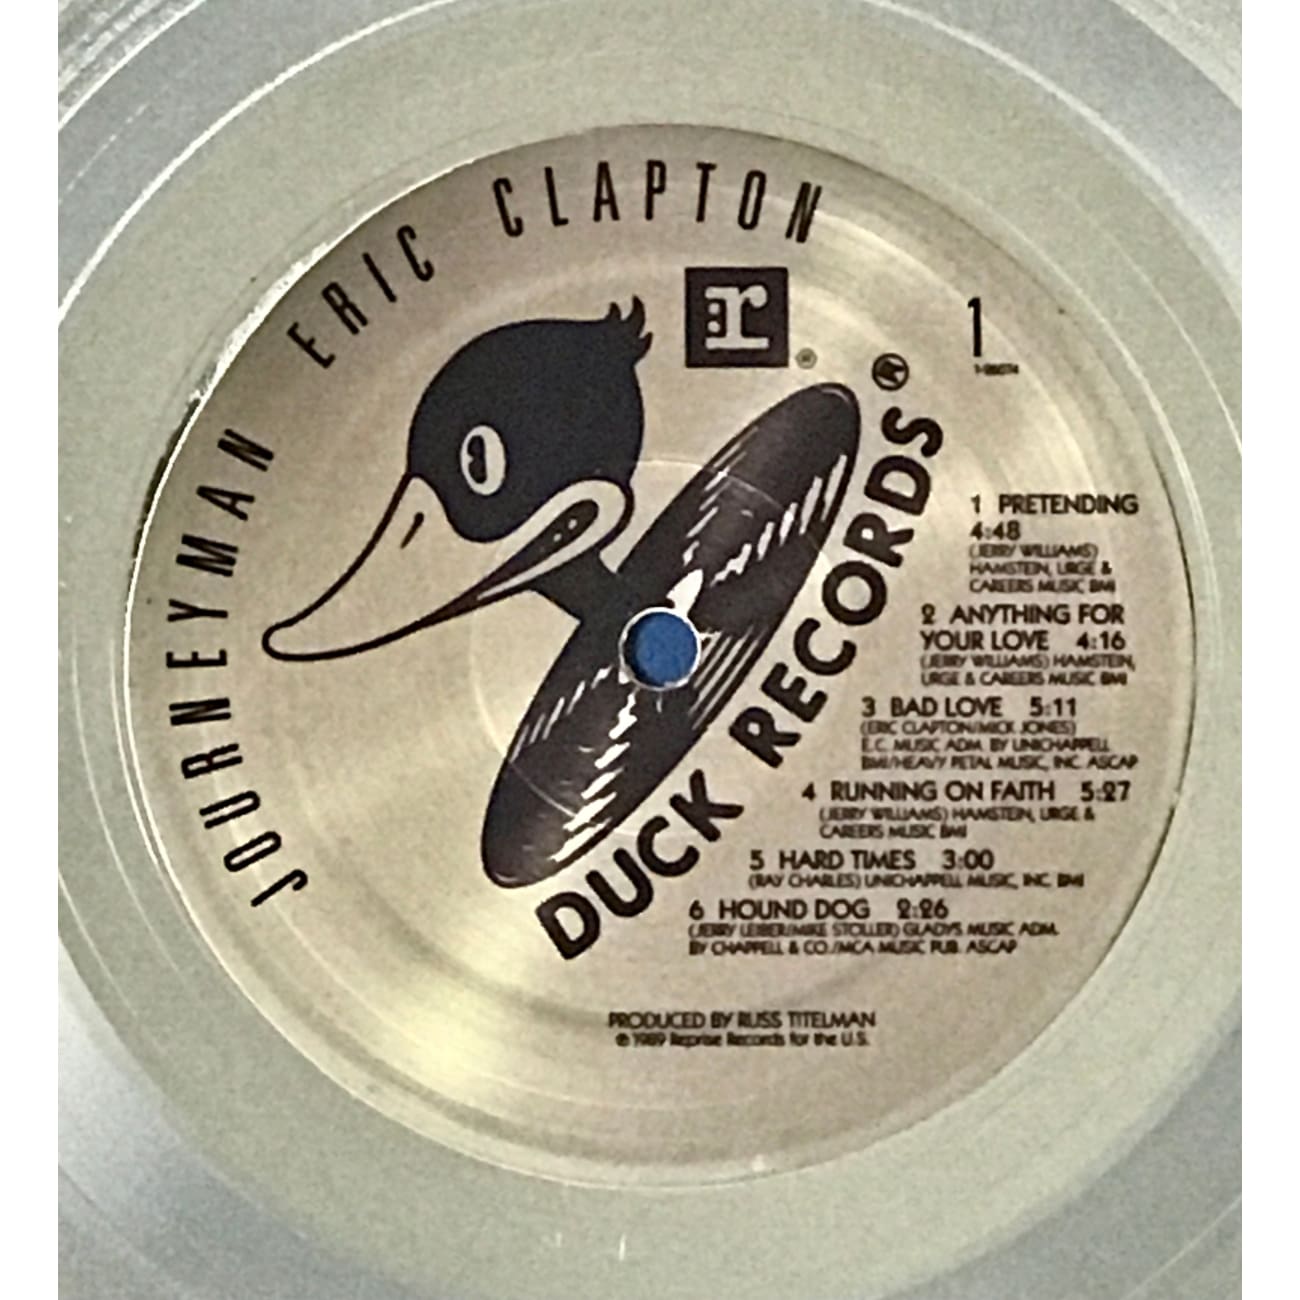 JOURNEYMAN ERIC CLAPTON
r
®
1
1-26074
DUCK RECORDS ®
1 PRETENDING
4:48
(JERRY WILLIAMS)
HAMSTEIN, URGE &
CAREERS MUSIC BMI
2 ANYTHING FOR
YOUR LOVE 4:16
(JERRY WILLIAMS) HAMSTEIN,
URGE & CAREERS MUSIC BMI
3 BAD LOVE 5:11
(ERIC CLAPTON/MICK JONES)
E.C. MUSIC ADM. BY UNICHAPPELL
BMI/HEAVY PETAL MUSIC, INC. ASCAP
4 RUNNING ON FAITH 5:27
(JERRY WILLIAMS) HAMSTEIN, URGE &
CAREERS MUSIC BMI
5 HARD TIMES 3:00
(RAY CHARLES) UNICHAPPELL MUSIC, INC. BMI
6 HOUND DOG 2:26
(JERRY LEIBER/MIKE STOLLER) GLADYS MUSIC ADM.
BY CHAPPELL & CO./MCA MUSIC PUB. ASCAP
PRODUCED BY RUSS TITELMAN
℗ 1989 Reprise Records for the U.S.